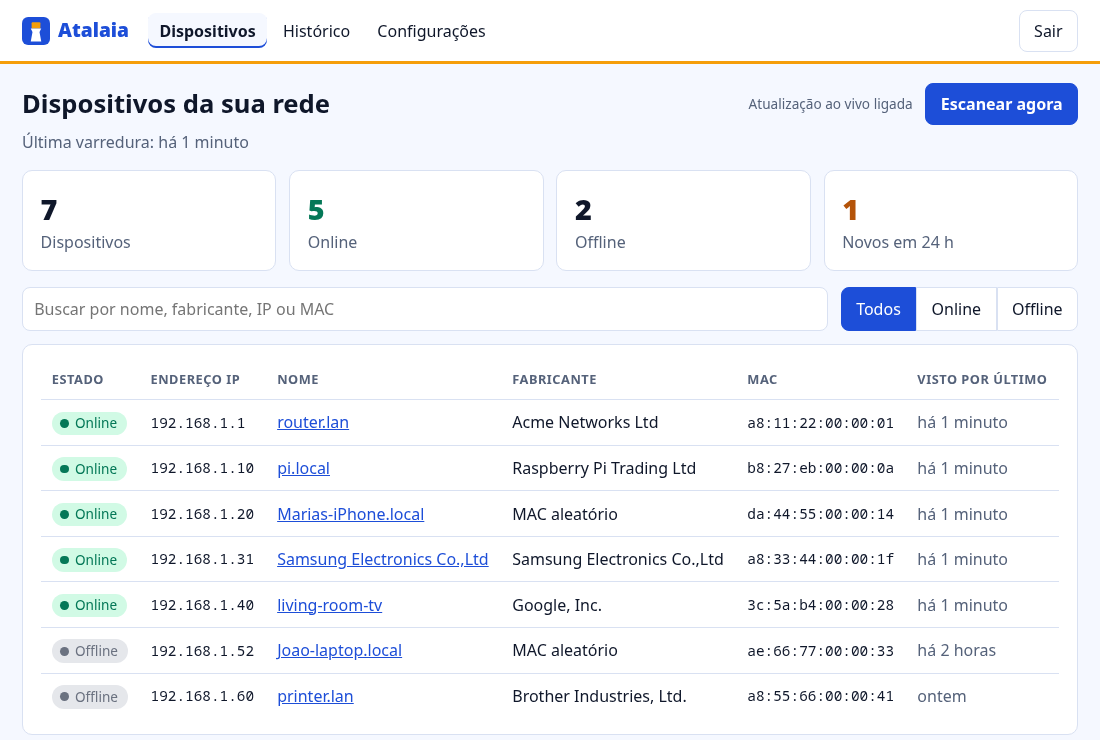 Atalaia Dispositivos Histórico Configurações Sair
Dispositivos da sua rede Atualização ao vivo ligada Escanear agora
Última varredura: há 1 minuto
7 5 2 1
Dispositivos Online Offline Novos em 24 h
Buscar por nome, fabricante, IP ou MAC Todos Online Offline
ESTADO ENDEREÇO IP NOME FABRICANTE MAC VISTO POR ÚLTIMO
Online 192.168.1.1 router.lan Acme Networks Ltd a8:11:22:00:00:01 há 1 minuto
Online 192.168.1.10 pi.local Raspberry Pi Trading Ltd b8:27:eb:00:00:0a há 1 minuto
Online 192.168.1.20 Marias-iPhone.local MAC aleatório da:44:55:00:00:14 há 1 minuto
Online 192.168.1.31 Samsung Electronics Co.,Ltd Samsung Electronics Co.,Ltd a8:33:44:00:00:1f há 1 minuto
Online 192.168.1.40 living-room-tv Google, Inc. 3c:5a:b4:00:00:28 há 1 minuto
Offline 192.168.1.52 Joao-laptop.local MAC aleatório ae:66:77:00:00:33 há 2 horas
Offline 192.168.1.60 printer.lan Brother Industries, Ltd. a8:55:66:00:00:41 ontem